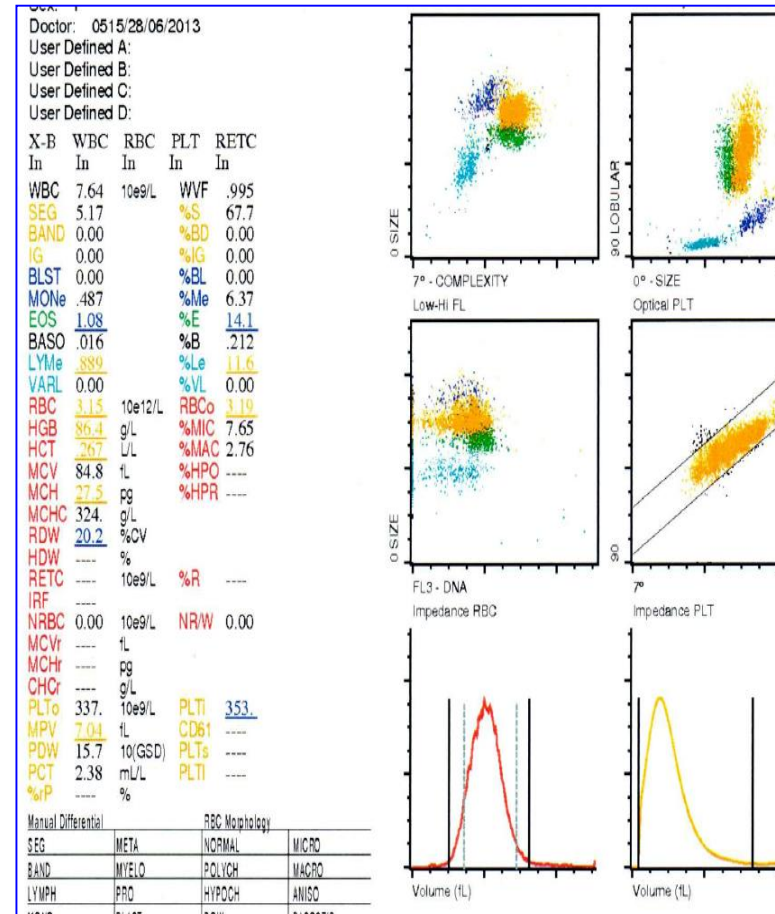 Doctor: 0515/28/06/2013
User Defined A:
User Defined B:
User Defined C:
User Defined D:
X-B WBC RBC PLT RETC
In In In In In
WBC 7.64 10e9/L WVF .995
SEG 5.17 %S 67.7
BAND 0.00 %BD 0.00
IG 0.00 %IG 0.00
BLST 0.00 %BL 0.00
MONe .487 %Me 6.37
EOS 1.08 %E 14.1
BASO .016 %B .212
LYMe .889 %Le 11.6
VARL 0.00 %VL 0.00
RBC 3.15 10e12/L RBCo 3.19
HGB 86.4 g/L %MIC 7.65
HCT .267 L/L %MAC 2.76
MCV 84.8 fL %HPO ----
MCH 27.5 pg %HPR ----
MCHC 324. g/L
RDW 20.2 %CV
HDW ---- %
RETC ---- 10e9/L %R ----
IRF ----
NRBC 0.00 10e9/L NR/W 0.00
MCVr ---- fL
MCHr ---- pg
CHCr ---- g/L
PLTo 337. 10e9/L PLTi 353.
MPV 7.04 fL CD61 ----
PDW 15.7 10(GSD) PLTs ----
PCT 2.38 mL/L PLTI ----
%rP ---- %
Manual Differential RBC Morphology
SEG META NORMAL MICRO
BAND MYELO POLYCH MACRO
LYMPH PRO HYPOCH ANISO
0 SIZE
7° - COMPLEXITY
90 LOBULAR
0° - SIZE
Low-Hi FL
Optical PLT
0 SIZE
FL3 - DNA
90
7°
Impedance RBC
Impedance PLT
Volume (fL)
Volume (fL)